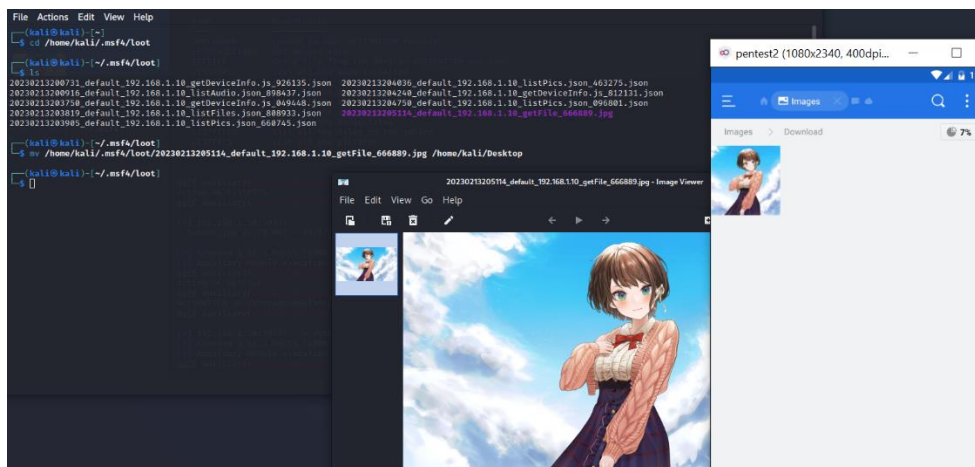 File Actions Edit View Help
┌──(kali㉿kali)-[~]
└─$ cd /home/kali/.msf4/loot
┌──(kali㉿kali)-[~/.msf4/loot]
└─$ ls
20230213200731_default_192.168.1.10_getDeviceInfo.js_926135.json 20230213204036_default_192.168.1.10_listPics.json_463275.json
20230213200916_default_192.168.1.10_listAudio.json_898437.json 20230213204249_default_192.168.1.10_getDeviceInfo.js_812131.json
20230213203750_default_192.168.1.10_getDeviceInfo.js_049448.json 20230213204750_default_192.168.1.10_listPics.json_096801.json
20230213203819_default_192.168.1.10_listFiles.json_808933.json 20230213205114_default_192.168.1.10_getFile_666889.jpg
20230213203905_default_192.168.1.10_listPics.json_660745.json
┌──(kali㉿kali)-[~/.msf4/loot]
└─$ mv /home/kali/.msf4/loot/20230213205114_default_192.168.1.10_getFile_666889.jpg /home/kali/Desktop
┌──(kali㉿kali)-[~/.msf4/loot]
└─$
20230213205114_default_192.168.1.10_getFile_666889.jpg - Image Viewer
File Edit View Go Help
pentest2 (1080x2340, 400dpi...
Images
Images > Download
7%